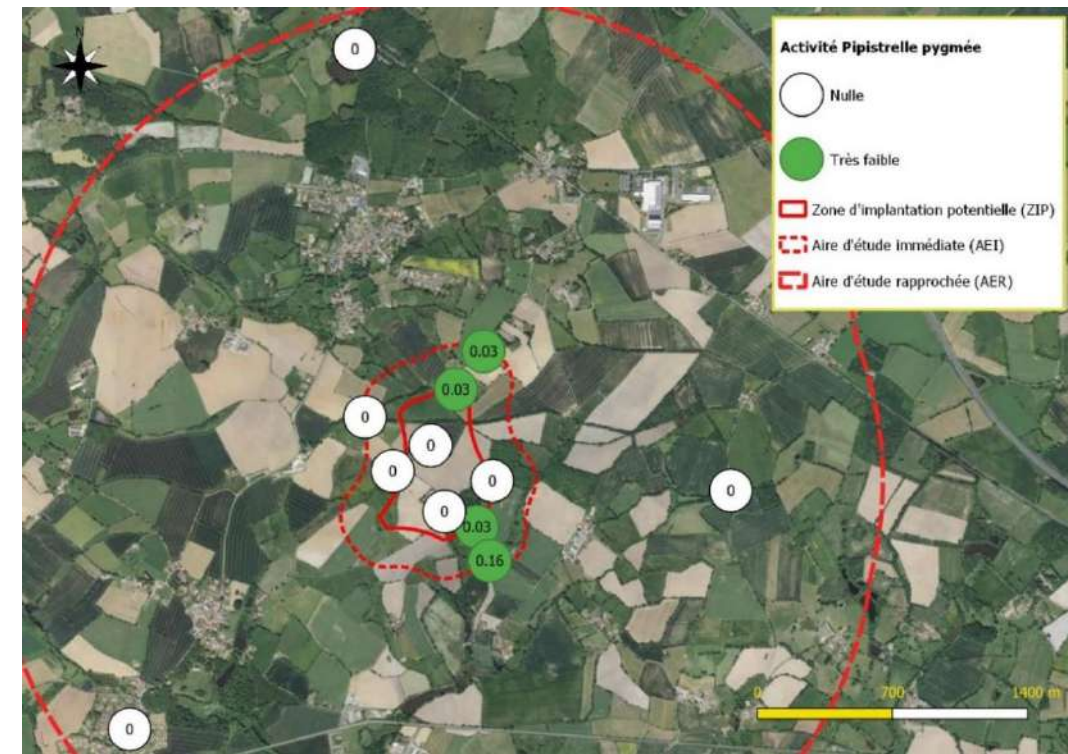 N
0
Activité Pipistrelle pygmée
Nulle
Très faible
Zone d'implantation potentielle (ZIP)
Aire d'étude immédiate (AEI)
Aire d'étude rapprochée (AER)
0.03
0.03
0
0
0
0
0
0
0.03
0.16
0
0 700 1400 m